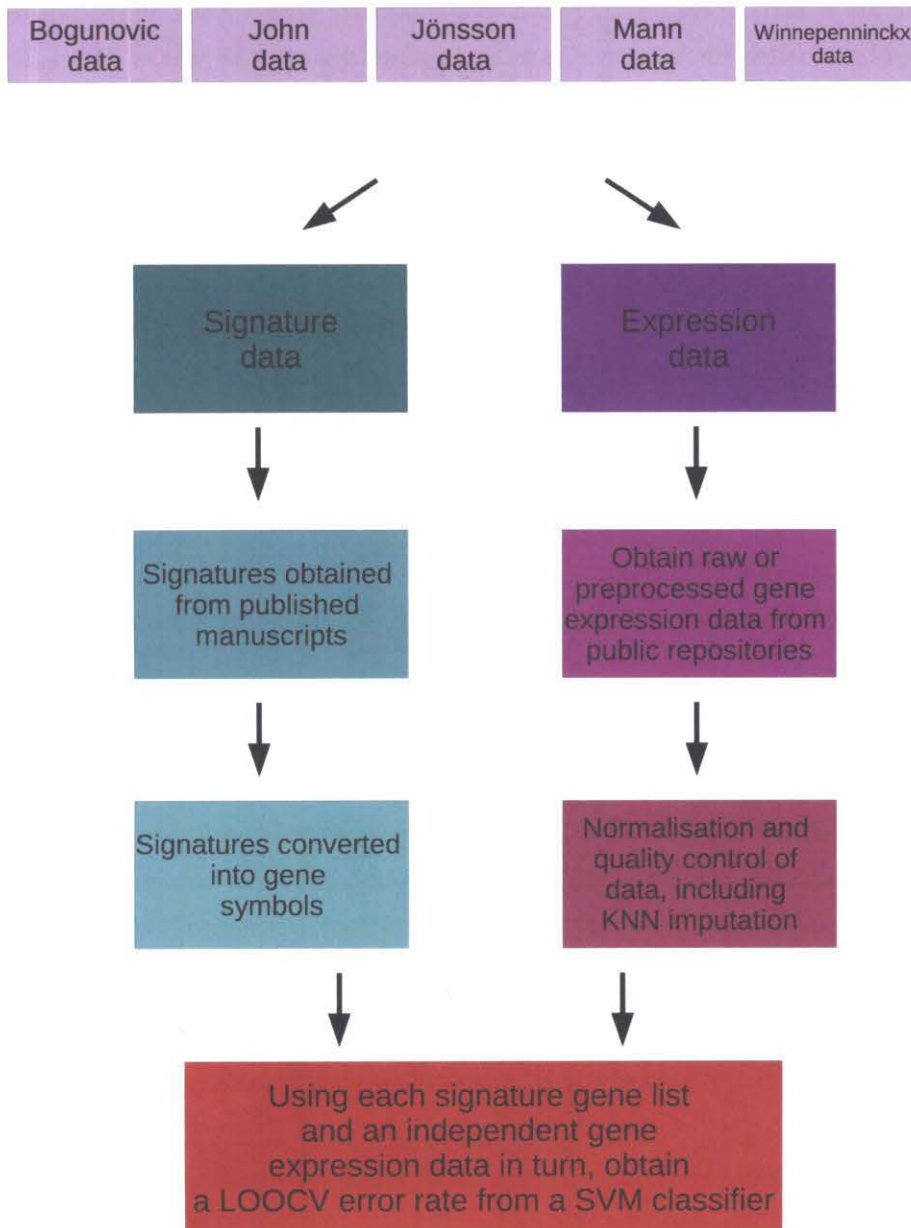 Bogunovic
data
John
data
Jönsson
data
Mann
data
Winnepenninckx
data
Signature
data
Expression
data
Signatures obtained
from published
manuscripts
Obtain raw or
preprocessed gene
expression data from
public repositories
Signatures converted
into gene
symbols
Normalisation and
quality control of
data, including
KNN imputation
Using each signature gene list
and an independent gene
expression data in turn, obtain
a LOOCV error rate from a SVM classifier